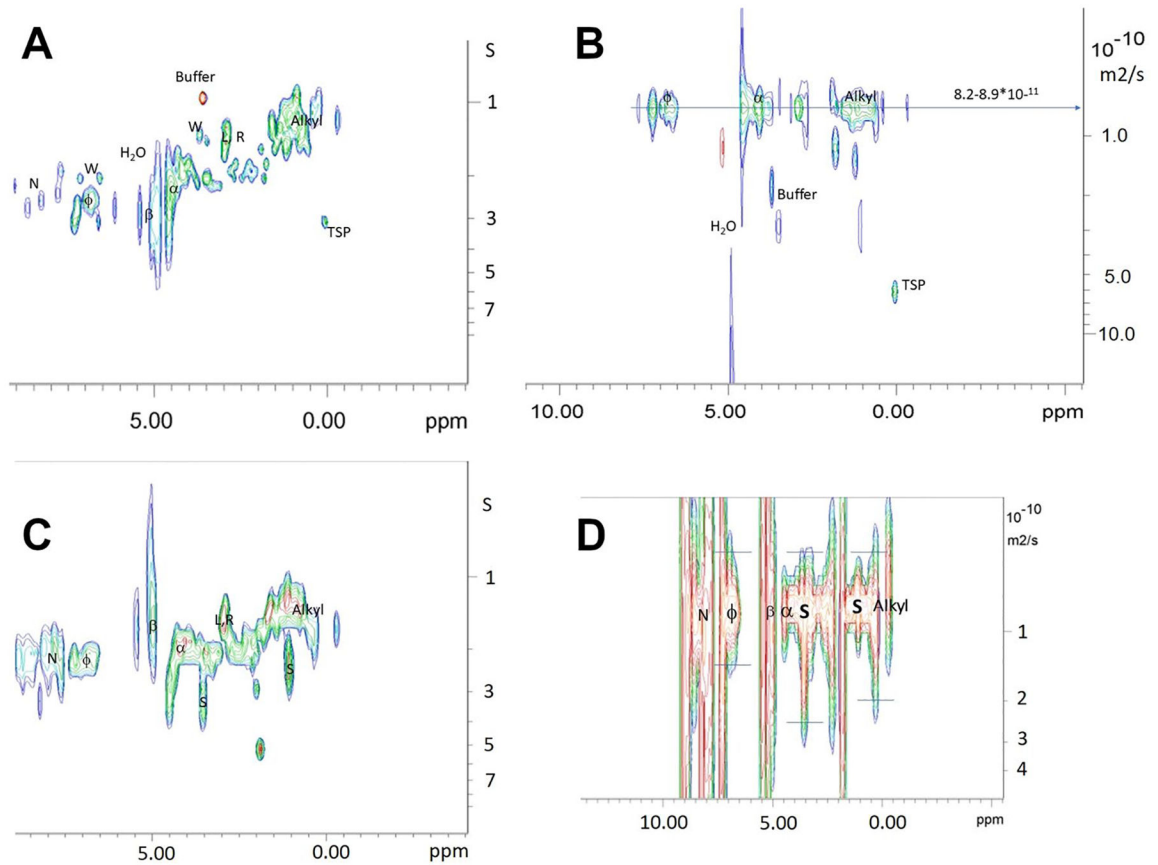 A
S
Buffer
1
W
L, R
Alkyl
H2O
W
N
ϕ
α
β
3
TSP
5
7
5.00
0.00
ppm
B
10-10
m2/s
ϕ
α
Alkyl
8.2-8.9*10-11
1.0
Buffer
H2O
5.0
TSP
10.0
10.00
5.00
0.00
ppm
C
S
1
L,R
Alkyl
β
α
N
ϕ
S
S
3
5
7
5.00
0.00
ppm
D
10-10
m2/s
N
ϕ
β
α
S
S
Alkyl
1
2
3
4
10.00
5.00
0.00
ppm